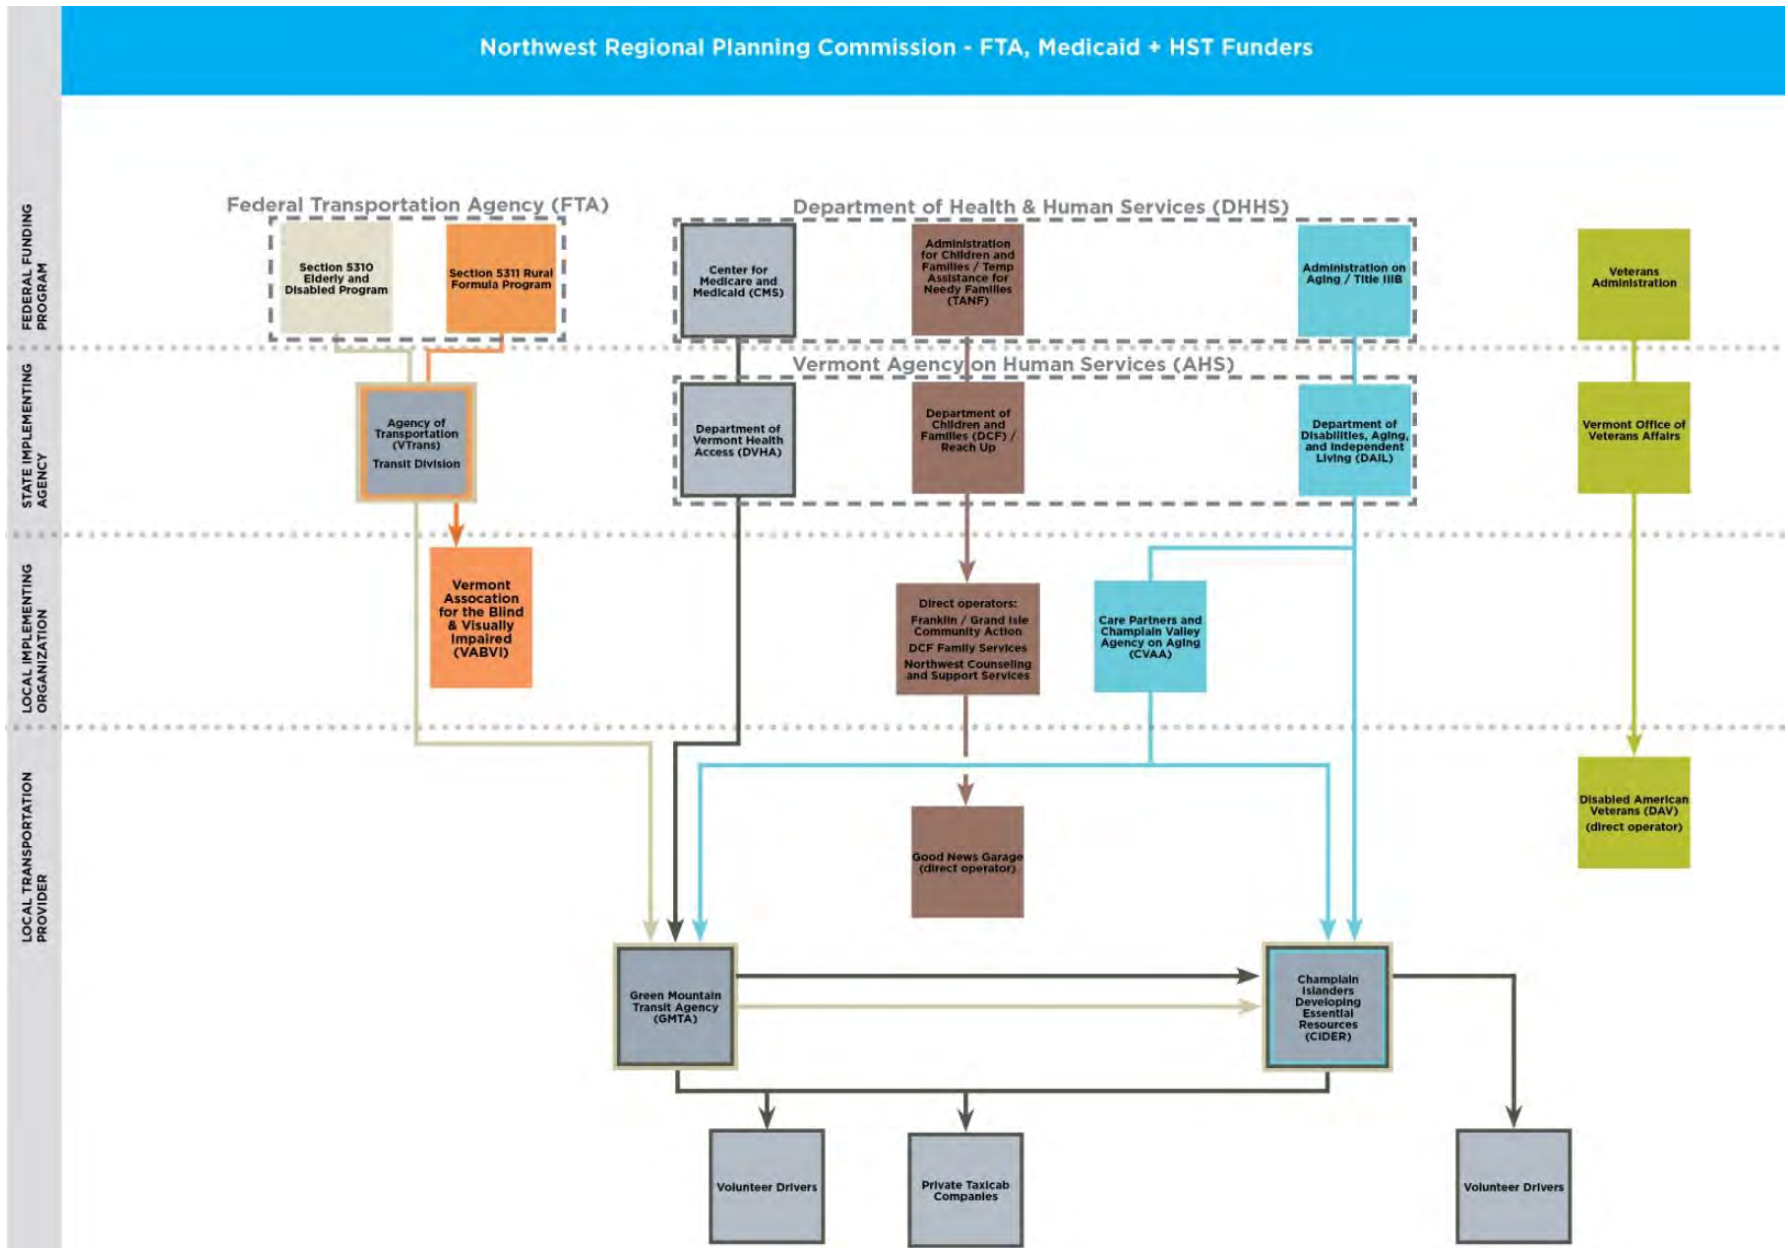 Northwest Regional Planning Commission - FTA, Medicaid + HST Funders
FEDERAL FUNDING
PROGRAM
Federal Transportation Agency (FTA)
Department of Health & Human Services (DHHS)
Section 5310
Elderly and
Disabled Program
Section 5311 Rural
Formula Program
Center for
Medicare and
Medicaid (CMS)
Administration
for Children and
Families / Temp
Assistance for
Needy Families
(TANF)
Administration on
Aging / Title IIIB
Veterans
Administration
STATE IMPLEMENTING
AGENCY
Vermont Agency on Human Services (AHS)
Agency of
Transportation
(VTrans)
Transit Division
Department of
Vermont Health
Access (DVHA)
Department of
Children and
Families (DCF) /
Reach Up
Department of
Disabilities, Aging,
and Independent
Living (DAIL)
Vermont Office of
Veterans Affairs
LOCAL IMPLEMENTING
ORGANIZATION
Vermont
Assocation
for the Blind
& Visually
Impaired
(VABVI)
Direct operators:
Franklin / Grand Isle
Community Action
DCF Family Services
Northwest Counseling
and Support Services
Care Partners and
Champlain Valley
Agency on Aging
(CVAA)
LOCAL TRANSPORTATION
PROVIDER
Good News Garage
(direct operator)
Disabled American
Veterans (DAV)
(direct operator)
Green Mountain
Transit Agency
(GMTA)
Champlain
Islanders
Developing
Essential
Resources
(CIDER)
Volunteer Drivers
Private Taxicab
Companies
Volunteer Drivers